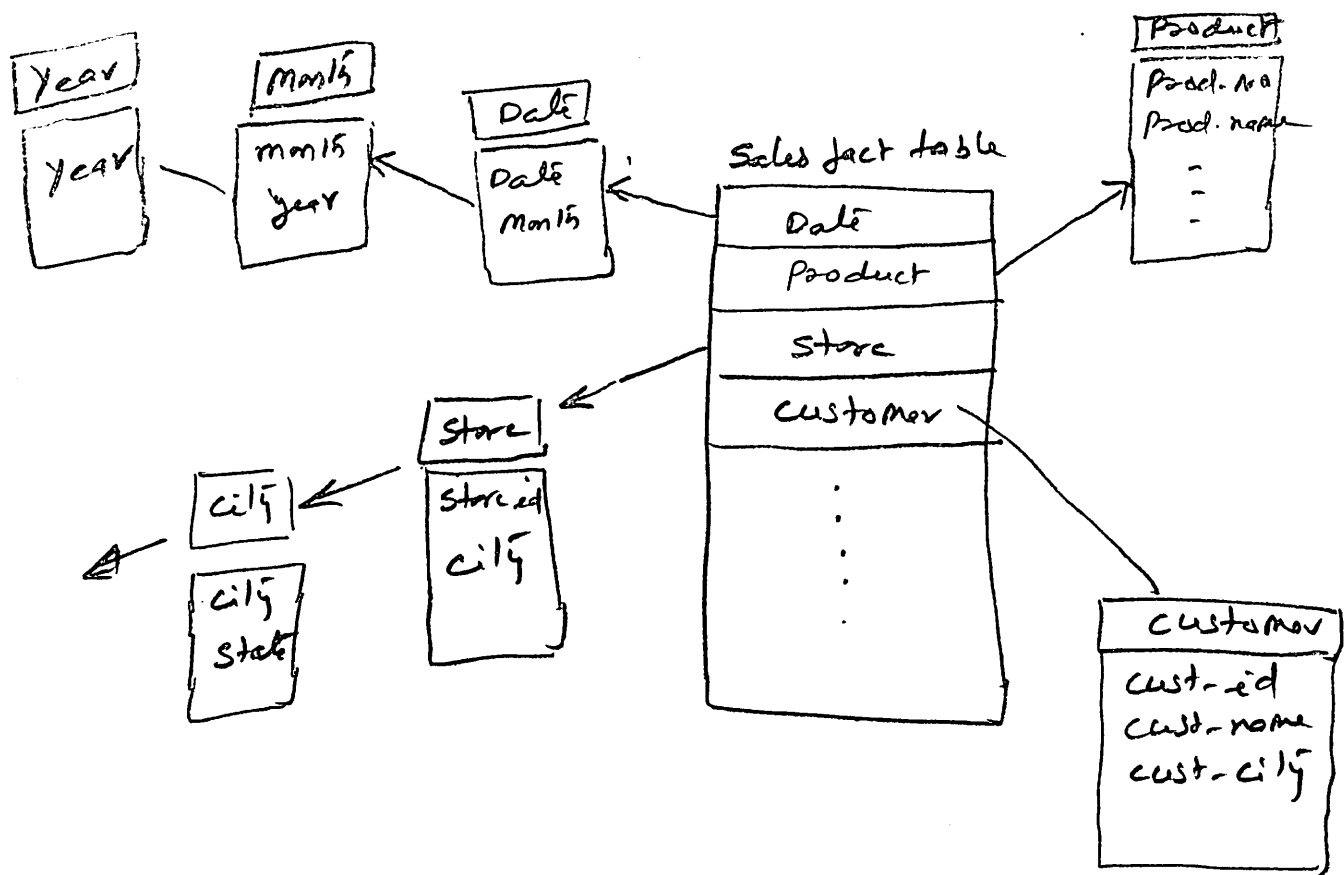 Year
year
Month
month
year
Date
Date
Month
Sales fact table
Date
Product
Store
Customer
Product
Prod. no
Prod. name
-
-
-
Store
Store id
City
City
City
State
Customer
Cust-id
Cust-name
Cust-city